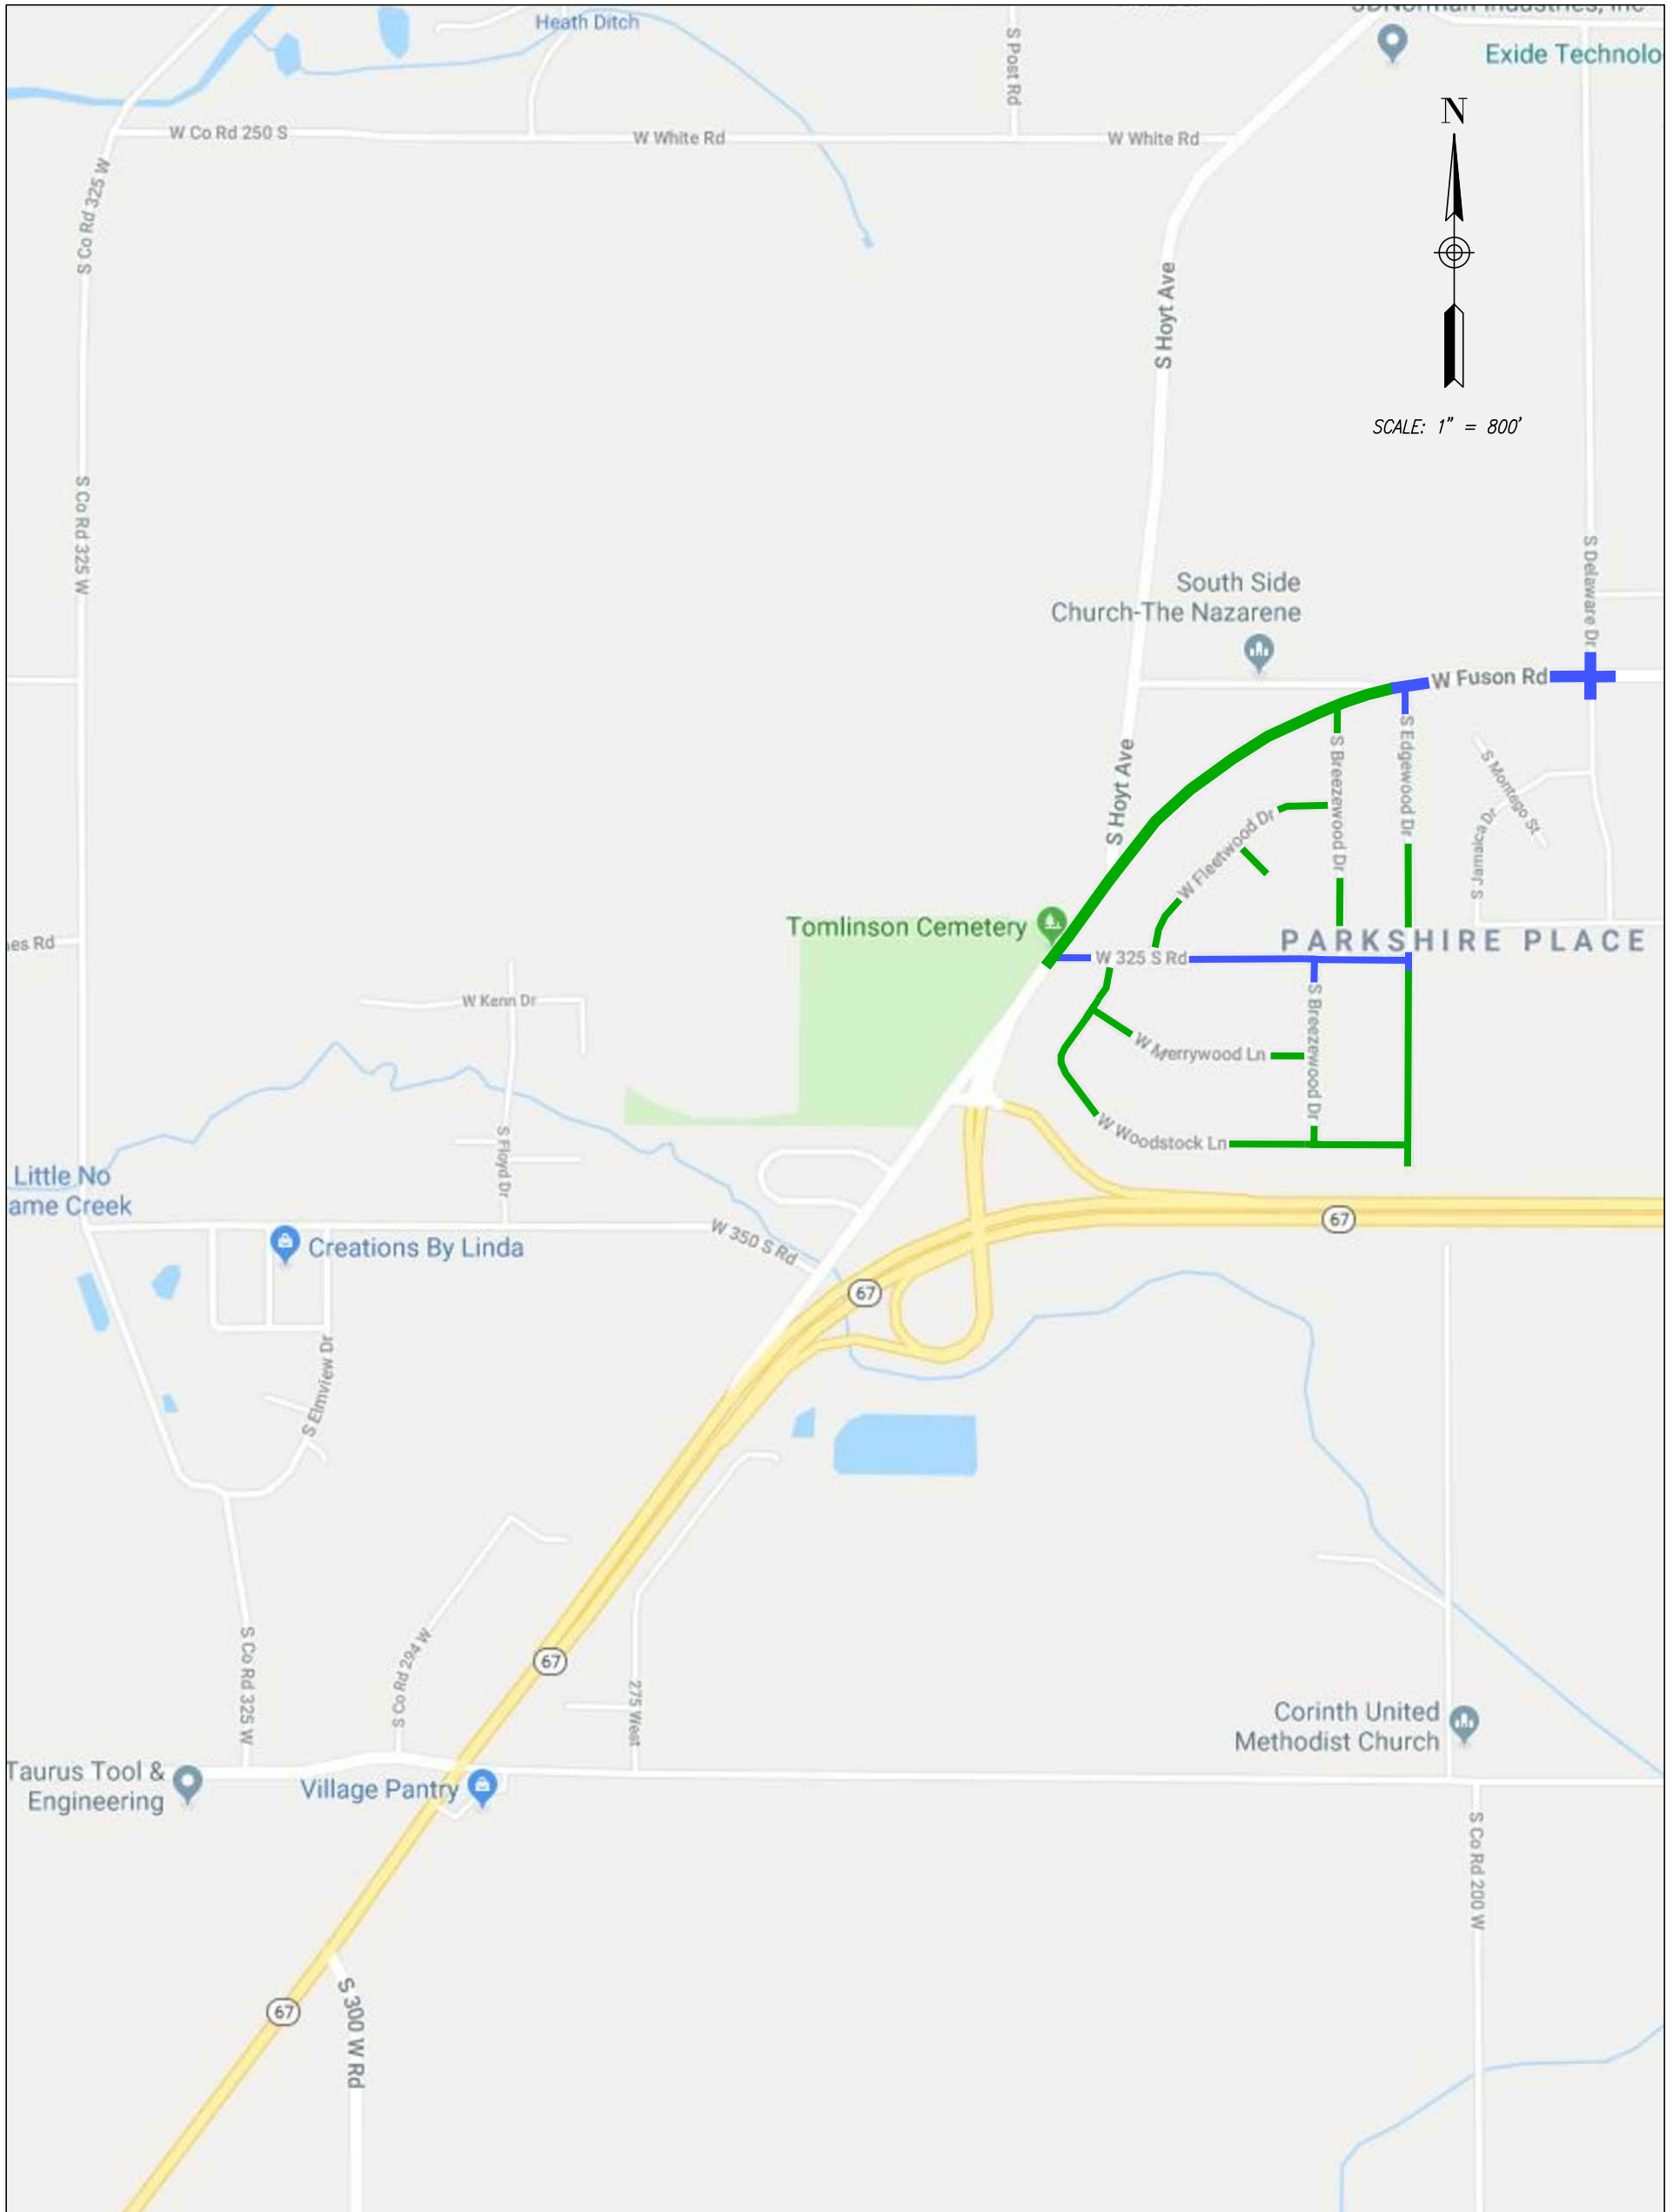 JDNorman Industries, Inc
Heath Ditch
S Post Rd
Exide Technolo
N
W Co Rd 250 S
W White Rd
W White Rd
S Co Rd 325 W
S Hoyt Ave
SCALE: 1" = 800'
S Co Rd 325 W
S Delaware Dr
South Side
Church-The Nazarene
W Fuson Rd
S Hoyt Ave
S Breezewood Dr
S Edgewood Dr
S Montego St
S Jamaica Dr
W Fleetwood Dr
Tomlinson Cemetery
PARKSHIRE PLACE
es Rd
W 325 S Rd
W Kenn Dr
S Breezewood Dr
W Merrywood Ln
W Woodstock Ln
S Floyd Dr
Little No
ame Creek
67
W 350 S Rd
Creations By Linda
67
S Elmview Dr
S Co Rd 325 W
S Co Rd 294 W
67
275 West
Corinth United
Methodist Church
Taurus Tool &
Engineering
Village Pantry
S Co Rd 200 W
67
S 300 W Rd